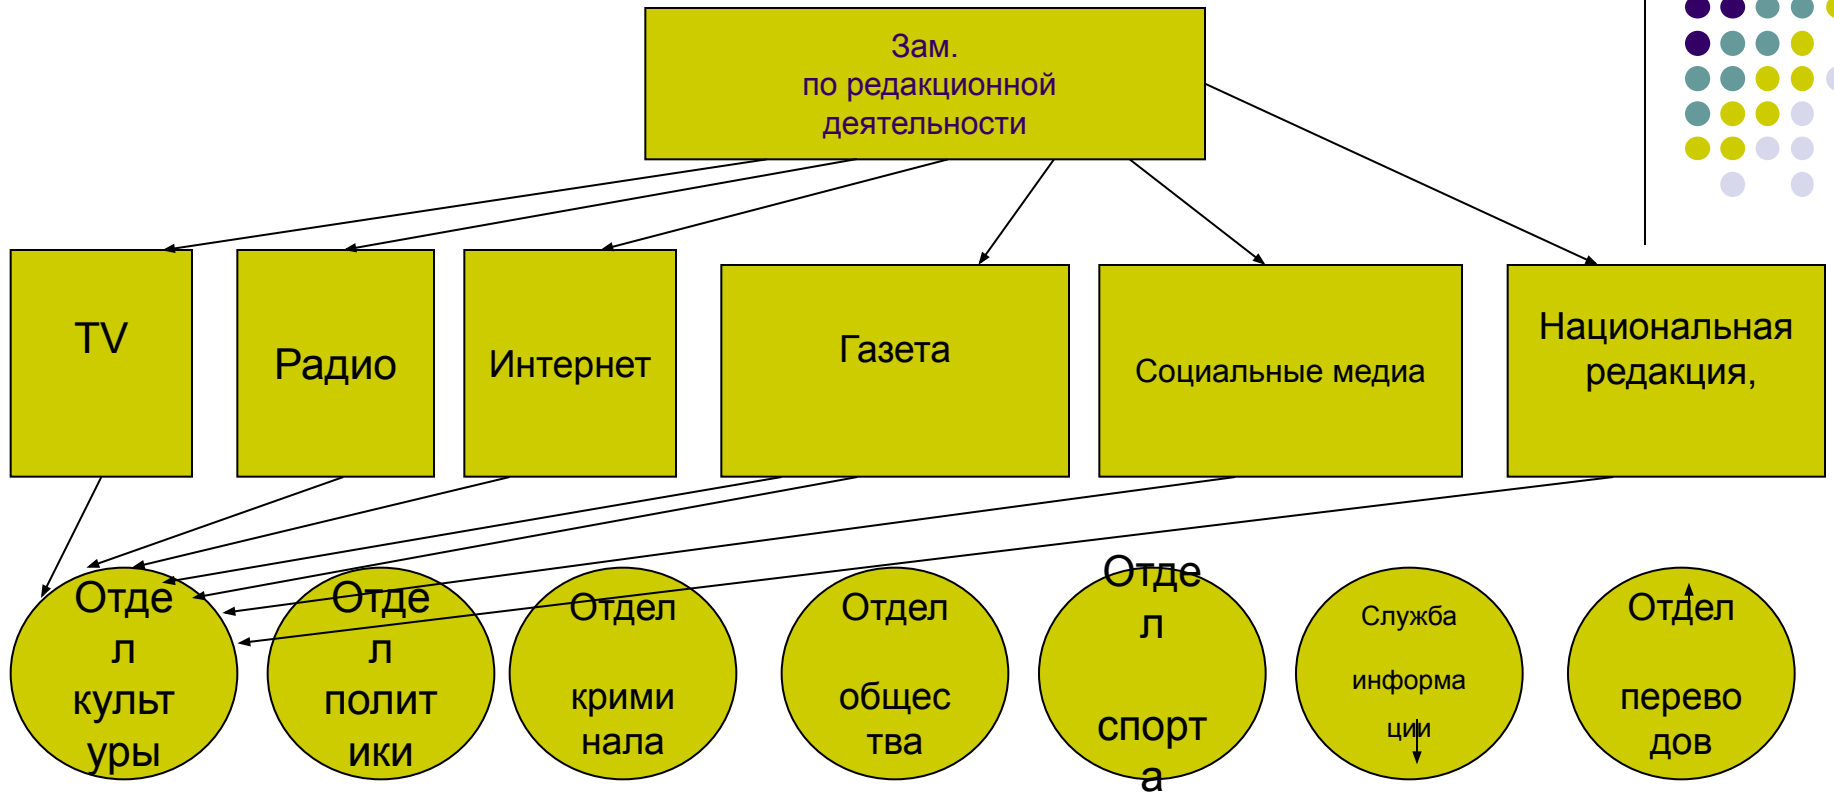 Зам.
по редакционной
деятельности
TV
Радио
Интернет
Газета
Социальные медиа
Национальная
редакция,
Отде
л
культ
уры
Отде
л
полит
ики
Отдел
крими
нала
Отдел
общес
тва
Отде
л
спорт
а
Служба
информа
ции
Отдел
перево
дов